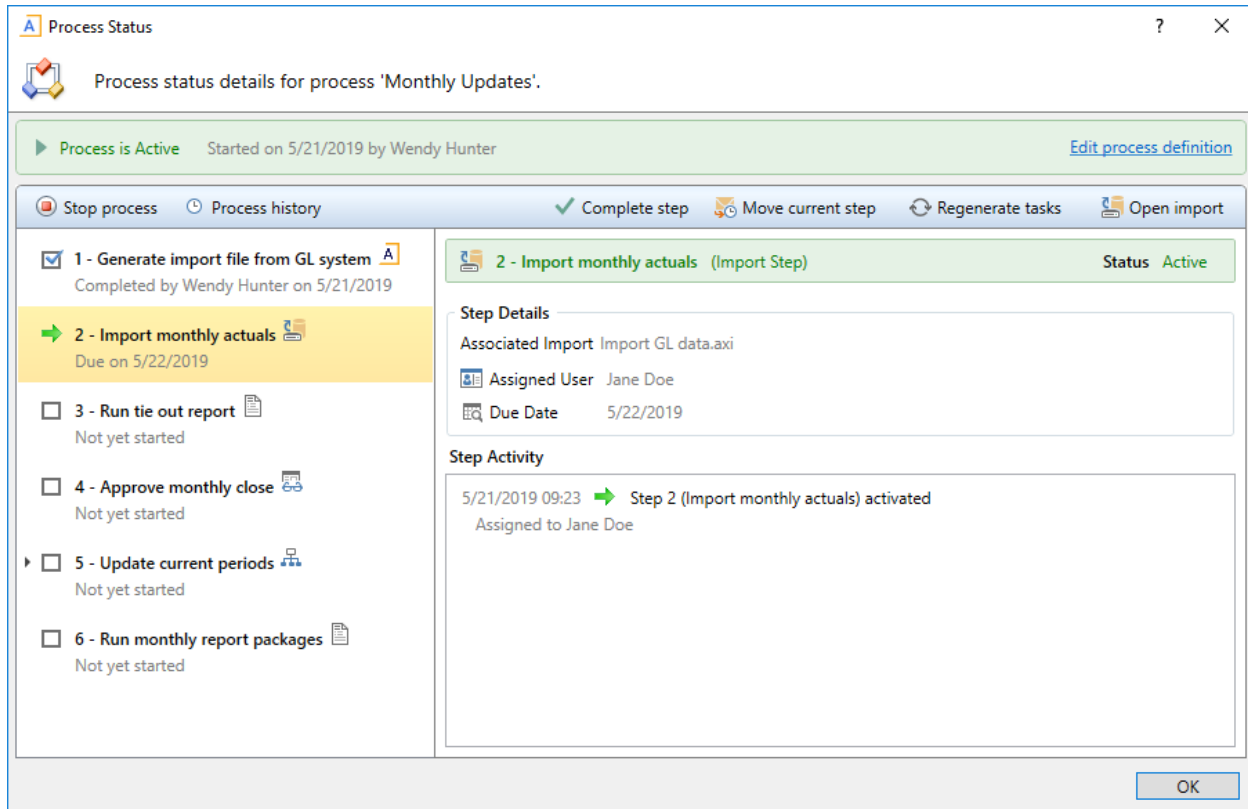 A Process Status ?
Process status details for process 'Monthly Updates'.
Process is Active Started on 5/21/2019 by Wendy Hunter Edit process definition
Stop process Process history Complete step Move current step Regenerate tasks Open import
1 - Generate import file from GL system A
Completed by Wendy Hunter on 5/21/2019
2 - Import monthly actuals
Due on 5/22/2019
3 - Run tie out report
Not yet started
4 - Approve monthly close
Not yet started
5 - Update current periods
Not yet started
6 - Run monthly report packages
Not yet started
2 - Import monthly actuals (Import Step) Status Active
Step Details
Associated Import Import GL data.axi
Assigned User Jane Doe
Due Date 5/22/2019
Step Activity
5/21/2019 09:23 Step 2 (Import monthly actuals) activated
Assigned to Jane Doe
OK